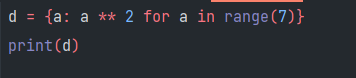 d = {a: a ** 2 for a in range(7)}
print(d)